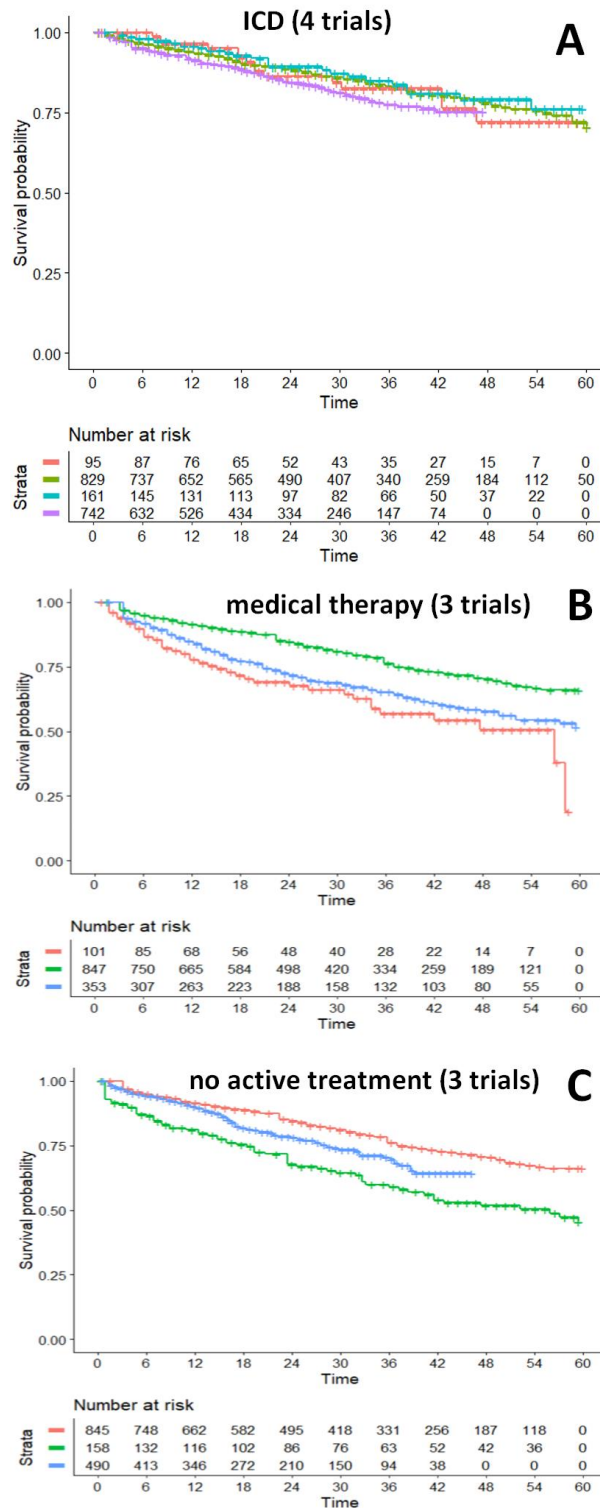 ICD (4 trials)
A
1.00
0.75
0.50
0.25
0.00
Survival probability
0 6 12 18 24 30 36 42 48 54 60
Time
Number at risk
Strata
95 87 76 65 52 43 35 27 15 7 0
829 737 652 565 490 407 340 259 184 112 50
161 145 131 113 97 82 66 50 37 22 0
742 632 526 434 334 246 147 74 0 0 0
0 6 12 18 24 30 36 42 48 54 60
Time
medical therapy (3 trials)
B
1.00
0.75
0.50
0.25
0.00
Survival probability
0 6 12 18 24 30 36 42 48 54 60
Time
Number at risk
Strata
101 85 68 56 48 40 28 22 14 7 0
847 750 665 584 498 420 334 259 189 121 0
353 307 263 223 188 158 132 103 80 55 0
0 6 12 18 24 30 36 42 48 54 60
Time
no active treatment (3 trials)
C
1.00
0.75
0.50
0.25
0.00
Survival probability
0 6 12 18 24 30 36 42 48 54 60
Time
Number at risk
Strata
845 748 662 582 495 418 331 256 187 118 0
158 132 116 102 86 76 63 52 42 36 0
490 413 346 272 210 150 94 38 0 0 0
0 6 12 18 24 30 36 42 48 54 60
Time